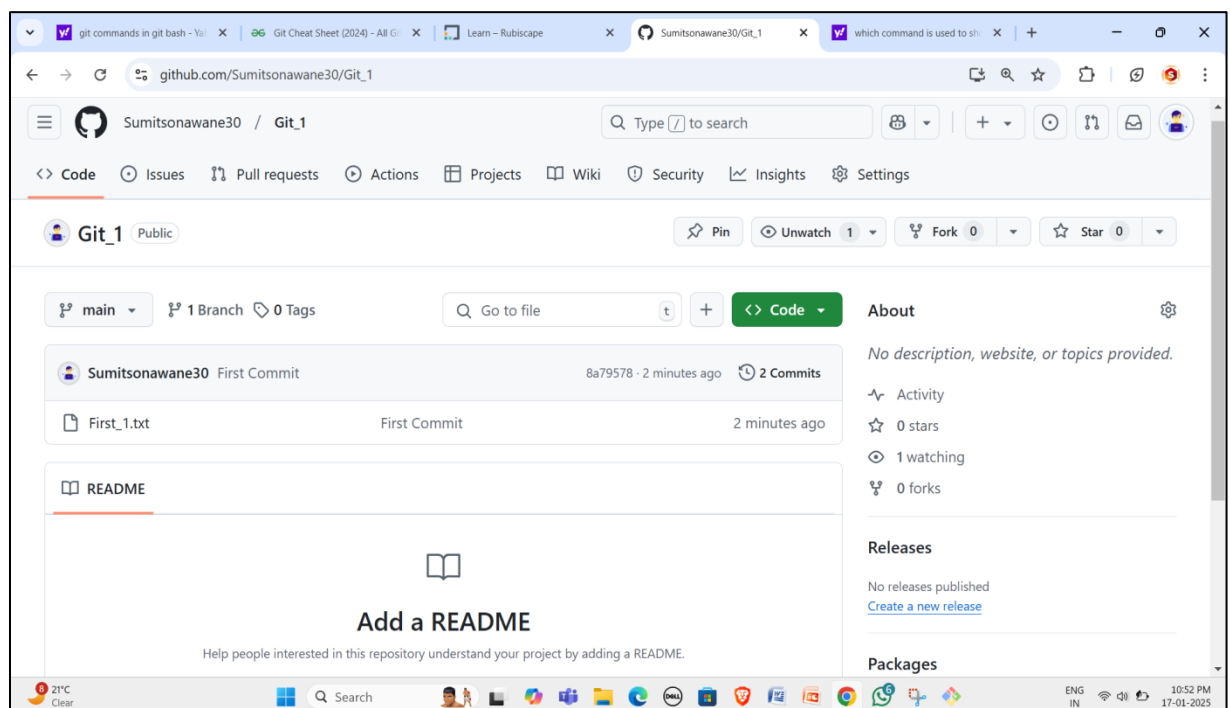 git commands in git bash - Ya
Git Cheat Sheet (2024) - All Gi
Learn – Rubiscape
Sumitsonawane30/Git_1
which command is used to sho
github.com/Sumitsonawane30/Git_1
Sumitsonawane30 / Git_1
Type / to search
Code Issues Pull requests Actions Projects Wiki Security Insights Settings
Git_1 Public
Pin Unwatch 1 Fork 0 Star 0
main 1 Branch 0 Tags
Go to file t
Code
Sumitsonawane30 First Commit 8a79578 · 2 minutes ago 2 Commits
First_1.txt First Commit 2 minutes ago
README
Add a README
Help people interested in this repository understand your project by adding a README.
About
No description, website, or topics provided.
Activity
0 stars
1 watching
0 forks
Releases
No releases published
Create a new release
Packages
8
21°C
Clear
Search
DELL
6
ENG
IN
10:52 PM
17-01-2025